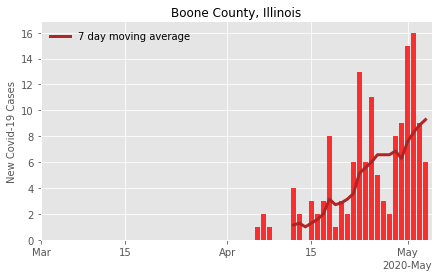 Boone County, Illinois
7 day moving average
New Covid-19 Cases
16
14
12
10
8
6
4
2
0
Mar 15 Apr 15 May
2020-May